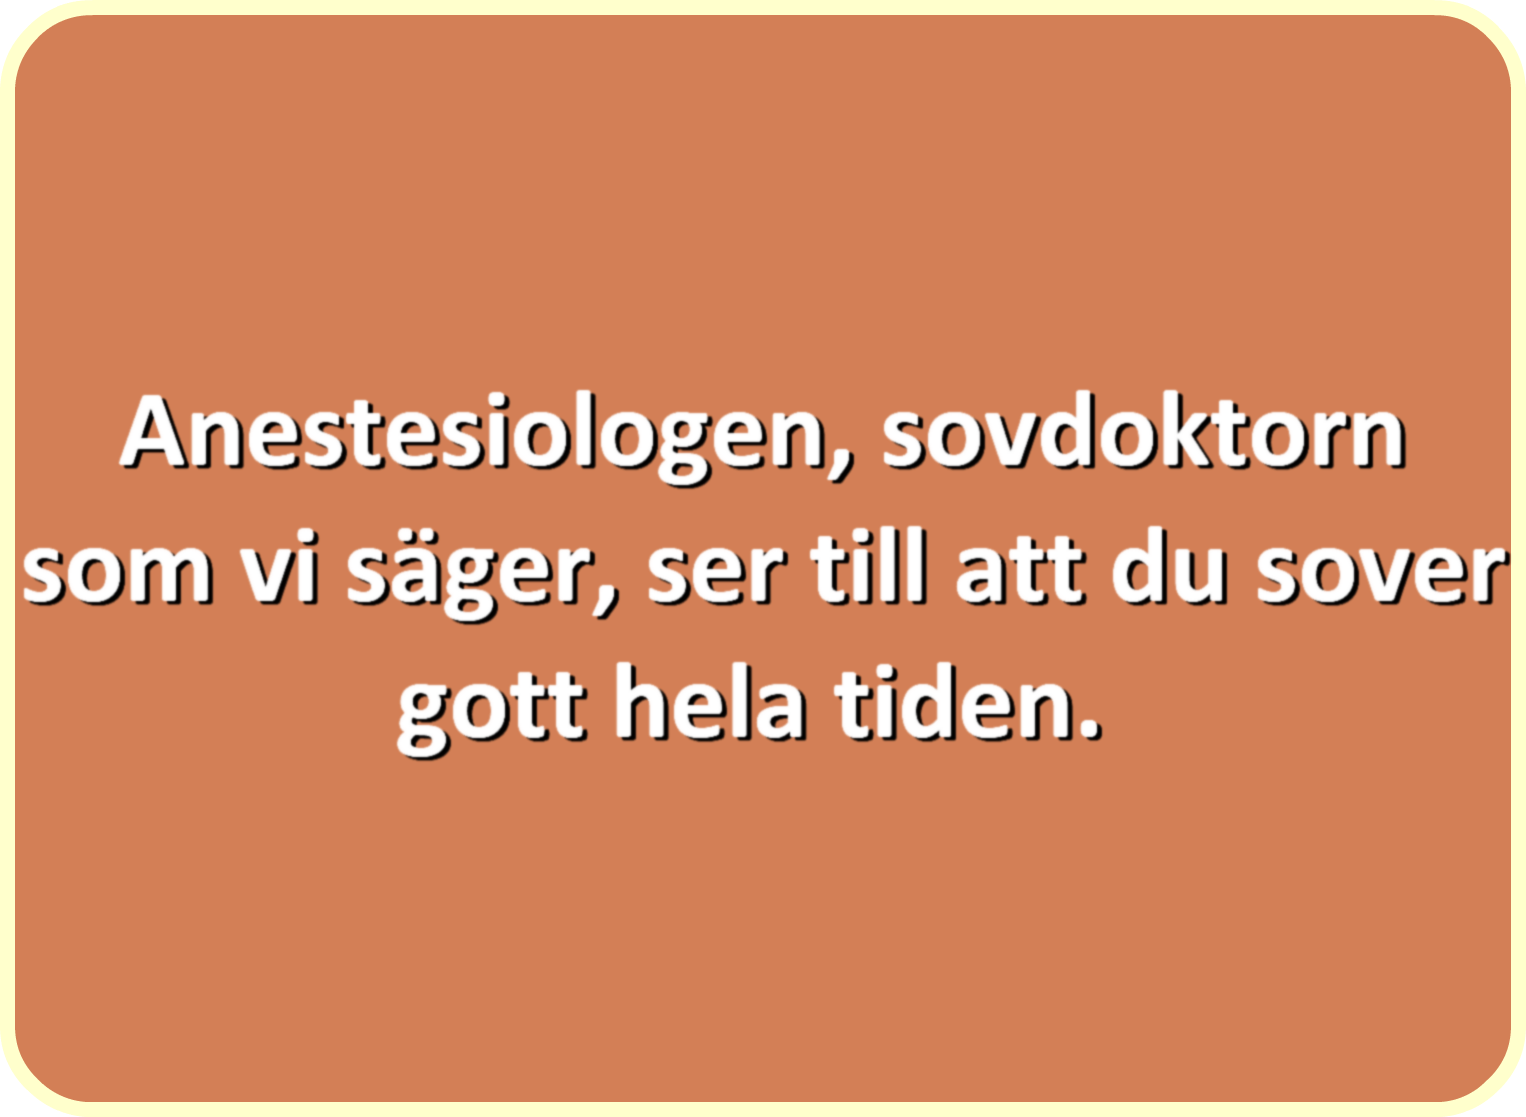 Anestesiologen, sovdoktorn
som vi säger, ser till att du sover
gott hela tiden.